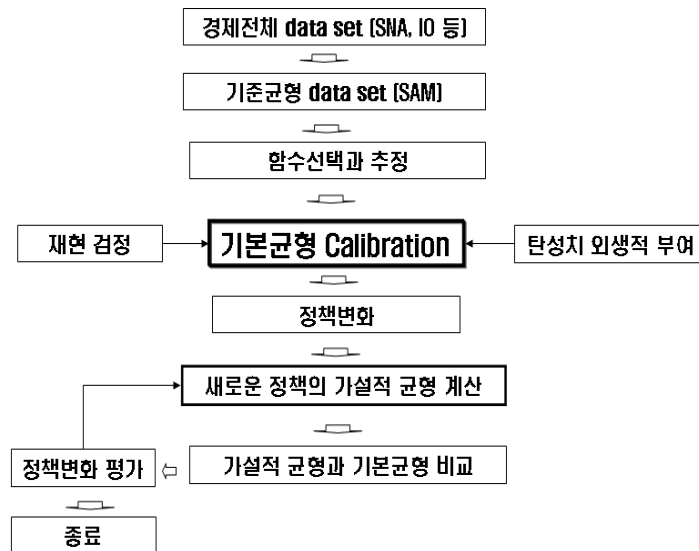 경제전체 data set (SNA, IO 등)
기준균형 data set (SAM)
함수선택과 추정
재현 검정
기본균형 Calibration
탄성치 외생적 부여
정책변화
새로운 정책의 가설적 균형 계산
정책변화 평가
가설적 균형과 기본균형 비교
종료